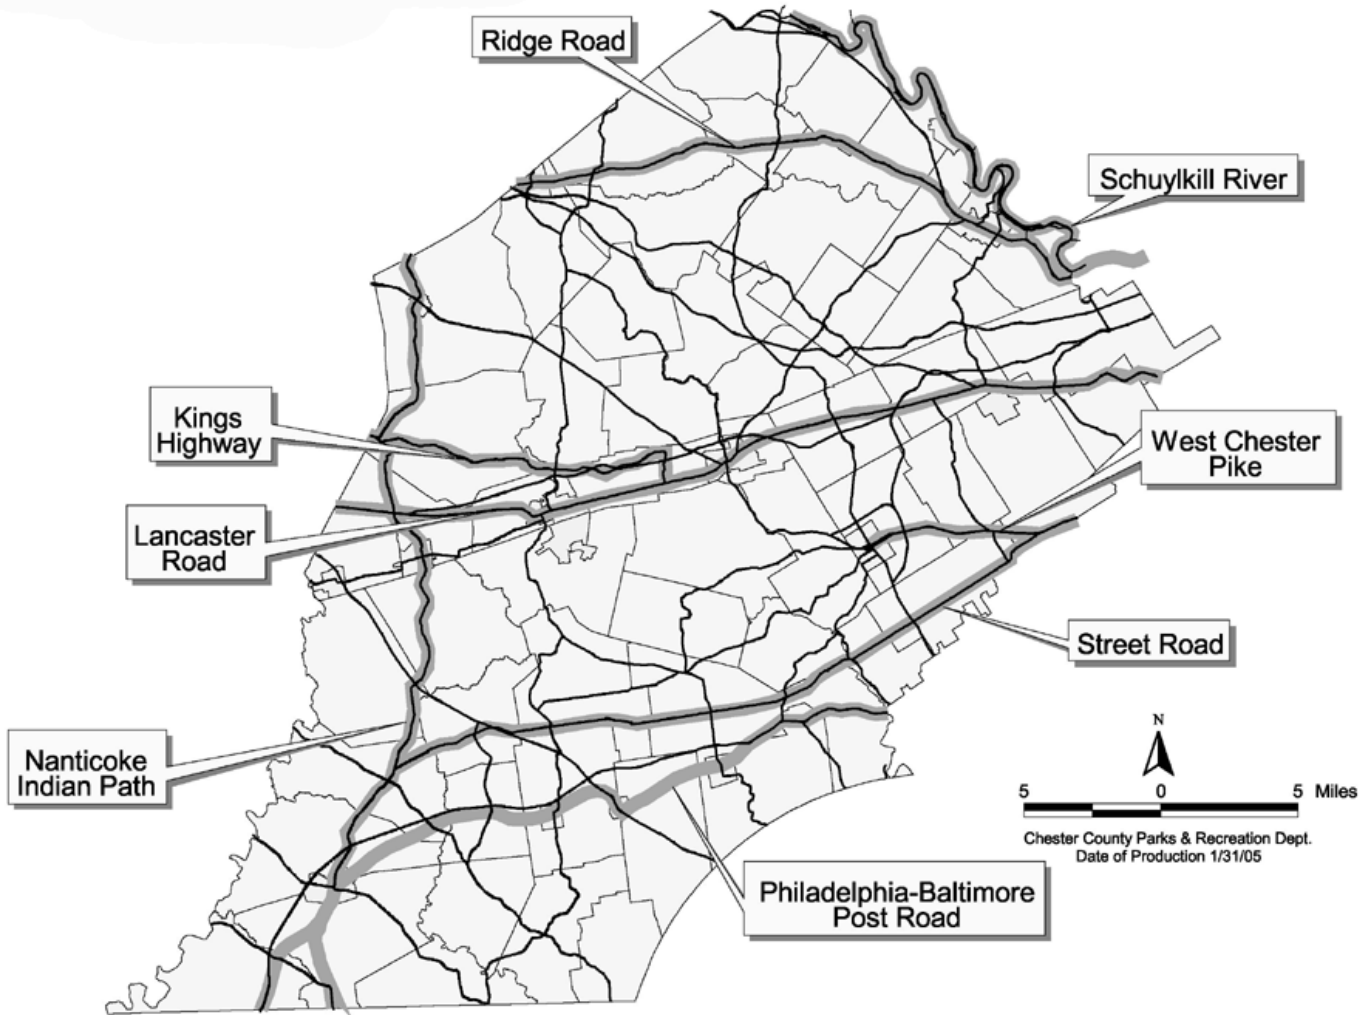 Ridge Road
Schuylkill River
Kings
Highway
West Chester
Pike
Lancaster
Road
Street Road
Nanticoke
Indian Path
N
5 0 5 Miles
Chester County Parks & Recreation Dept.
Date of Production 1/31/05
Philadelphia-Baltimore
Post Road